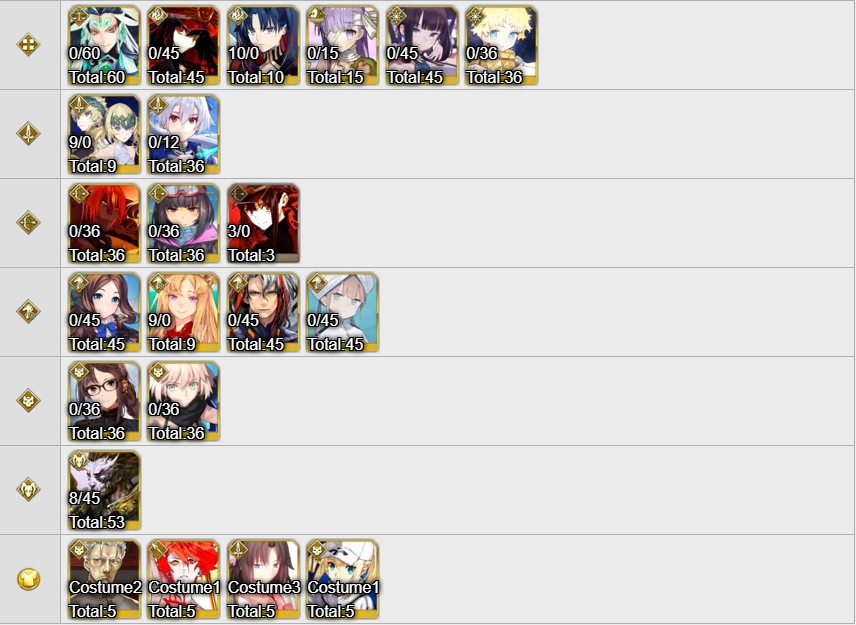 0/60 0/45 10/0 0/15 0/45 0/36
Total:60 Total:45 Total:10 Total:15 Total:45 Total:36
9/0 0/12
Total:9 Total:36
0/36 0/36 3/0
Total:36 Total:36 Total:3
0/45 9/0 0/45 0/45
Total:45 Total:9 Total:45 Total:45
0/36 0/36
Total:36 Total:36
8/45
Total:53
Costume2 Costume1 Costume3 Costume1
Total:5 Total:5 Total:5 Total:5